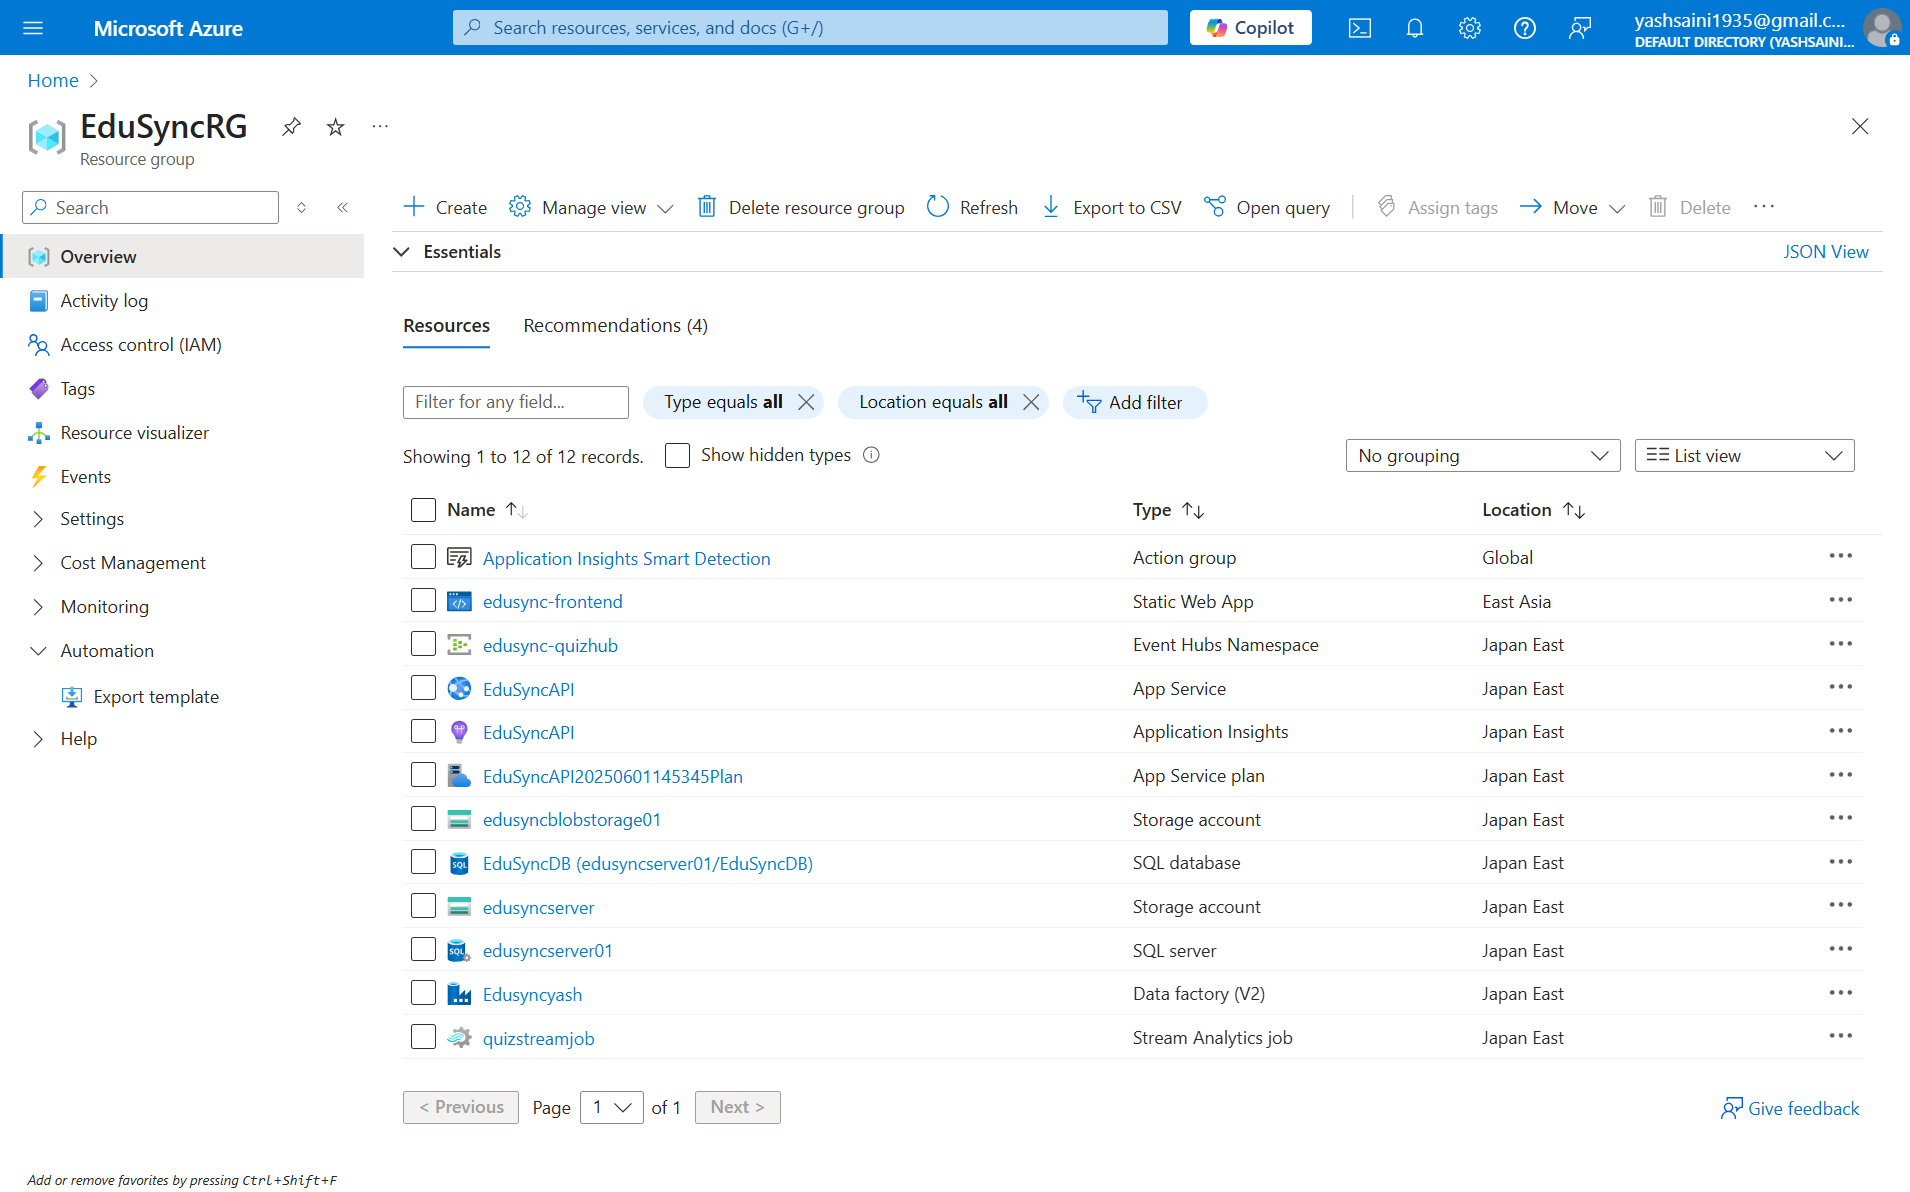 Microsoft Azure
Search resources, services, and docs (G+/)
Copilot
yashsaini1935@gmail.c...
DEFAULT DIRECTORY (YASHSAINI...
Home
EduSyncRG
Resource group
Search
Create
Manage view
Delete resource group
Refresh
Export to CSV
Open query
Assign tags
Move
Delete
Overview
Activity log
Access control (IAM)
Tags
Resource visualizer
Events
Settings
Cost Management
Monitoring
Automation
Export template
Help
Essentials
JSON View
Resources
Recommendations (4)
Filter for any field...
Type equals all
Location equals all
Add filter
Showing 1 to 12 of 12 records.
Show hidden types
No grouping
List view
Name Type Location
Application Insights Smart Detection Action group Global
edusync-frontend Static Web App East Asia
edusync-quizhub Event Hubs Namespace Japan East
EduSyncAPI App Service Japan East
EduSyncAPI Application Insights Japan East
EduSyncAPI20250601145345Plan App Service plan Japan East
edusyncblobstorage01 Storage account Japan East
EduSyncDB (edusyncserver01/EduSyncDB) SQL database Japan East
edusyncserver Storage account Japan East
edusyncserver01 SQL server Japan East
Edusyncyash Data factory (V2) Japan East
quizstreamjob Stream Analytics job Japan East
< Previous Page 1 of 1 Next >
Give feedback
Add or remove favorites by pressing Ctrl+Shift+F